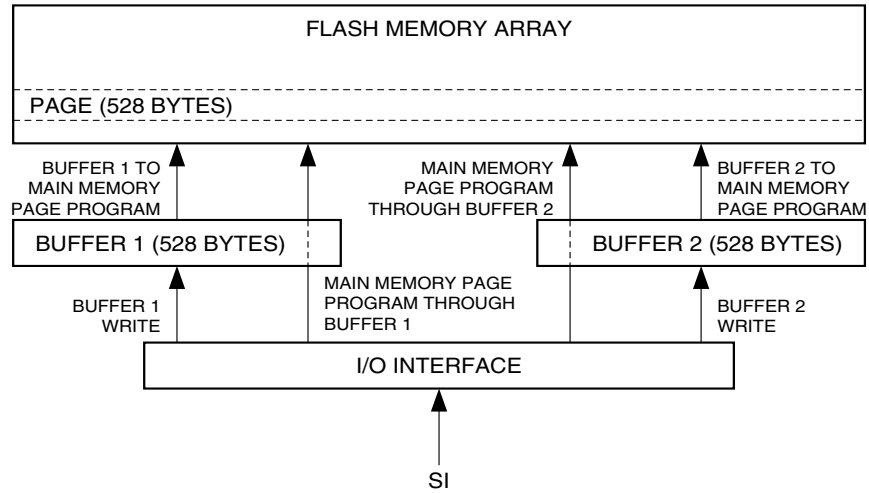 FLASH MEMORY ARRAY
PAGE (528 BYTES)
BUFFER 1 TO
MAIN MEMORY
PAGE PROGRAM
MAIN MEMORY
PAGE PROGRAM
THROUGH BUFFER 2
BUFFER 2 TO
MAIN MEMORY
PAGE PROGRAM
BUFFER 1 (528 BYTES)
BUFFER 2 (528 BYTES)
BUFFER 1
WRITE
MAIN MEMORY PAGE
PROGRAM THROUGH
BUFFER 1
BUFFER 2
WRITE
I/O INTERFACE
SI